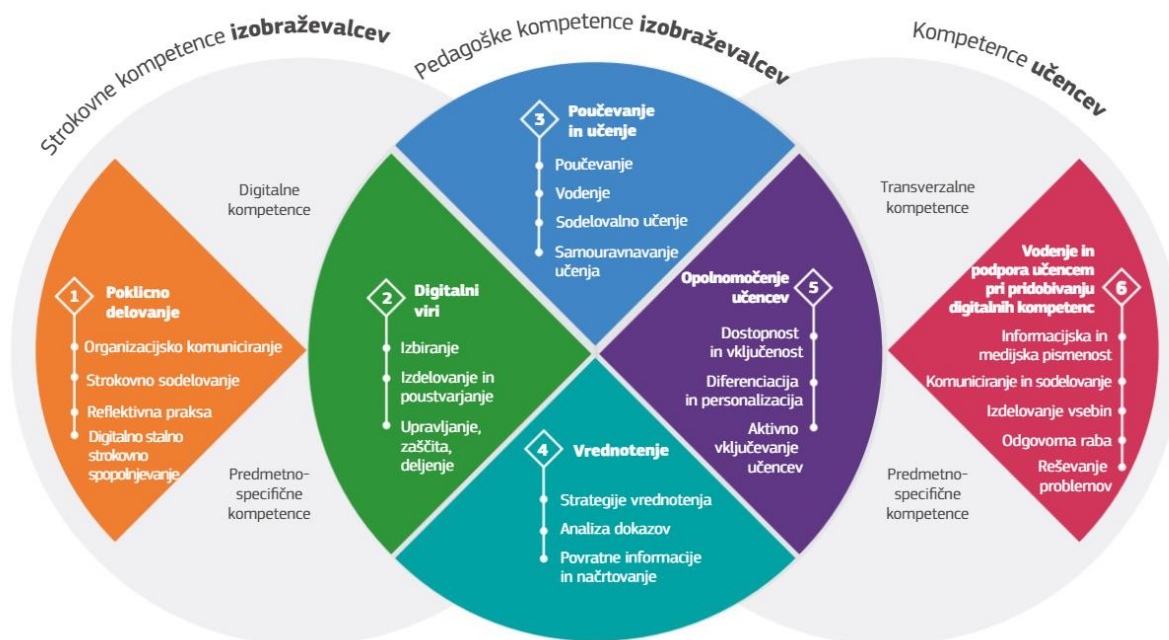 Strokovne kompetence izobraževalcev
Pedagoške kompetence izobraževalcev
Kompetence učencev
Digitalne
kompetence
Predmetno-
specifične
kompetence
Transverzalne
kompetence
Predmetno-
specifične
kompetence
1
Poklicno
delovanje
Organizacijsko komuniciranje
Strokovno sodelovanje
Reflektivna praksa
Digitalno stalno
strokovno
spopolnjevanje
2
Digitalni
viri
Izbiranje
Izdelovanje in
poustvarjanje
Upravljanje,
zaščita,
deljenje
3
Poučevanje
in učenje
Poučevanje
Vodenje
Sodelovalno učenje
Samouravnavanje
učenja
4
Vrednotenje
Strategije vrednotenja
Analiza dokazov
Povratne informacije
in načrtovanje
Opolnomočenje
učencev
5
Dostopnost
in vključenost
Diferenciacija
in personalizacija
Aktivno
vključevanje
učencev
Vodenje in
podpora učencem
pri pridobivanju
digitalnih kompetenc
6
Informacijska in
medijska pismenost
Komuniciranje in sodelovanje
Izdelovanje vsebin
Odgovorna raba
Reševanje
problemov